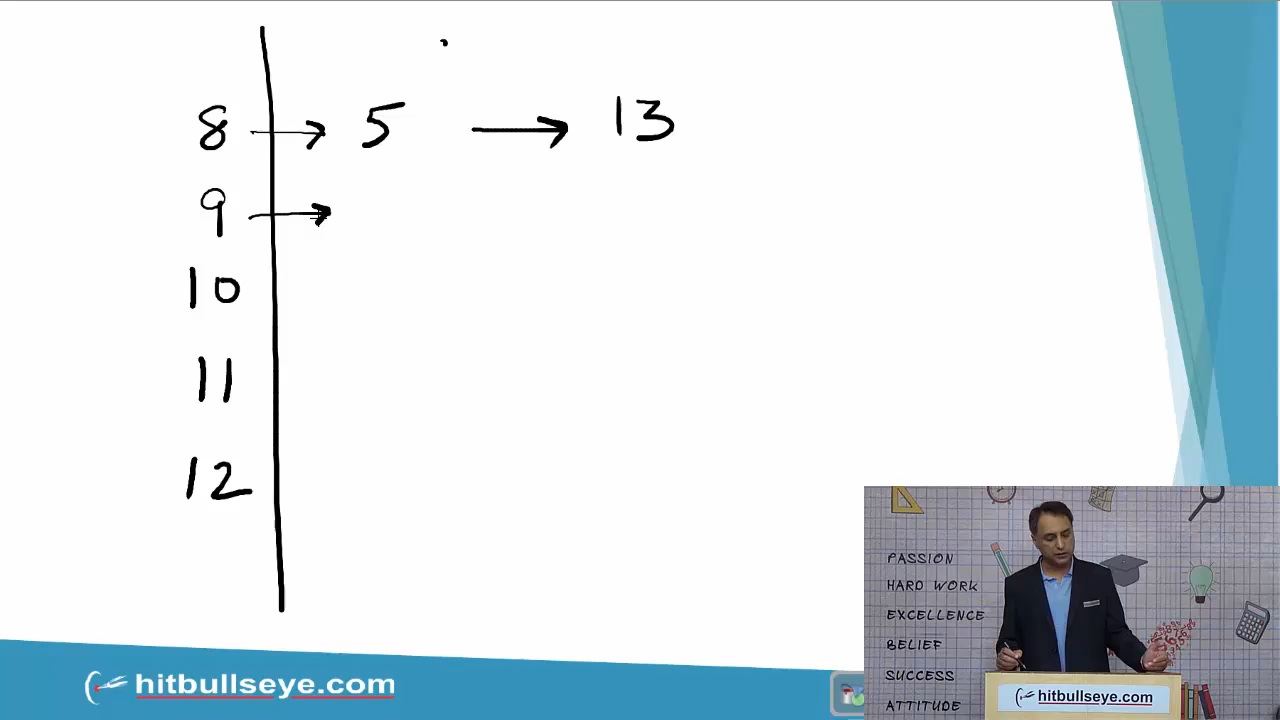 8 → 5 → 13
9 →
10
11
12
PASSION
HARD WORK
EXCELLENCE
BELIEF
SUCCESS
ATTITUDE
hitbullseye.com
hitbullseye.com